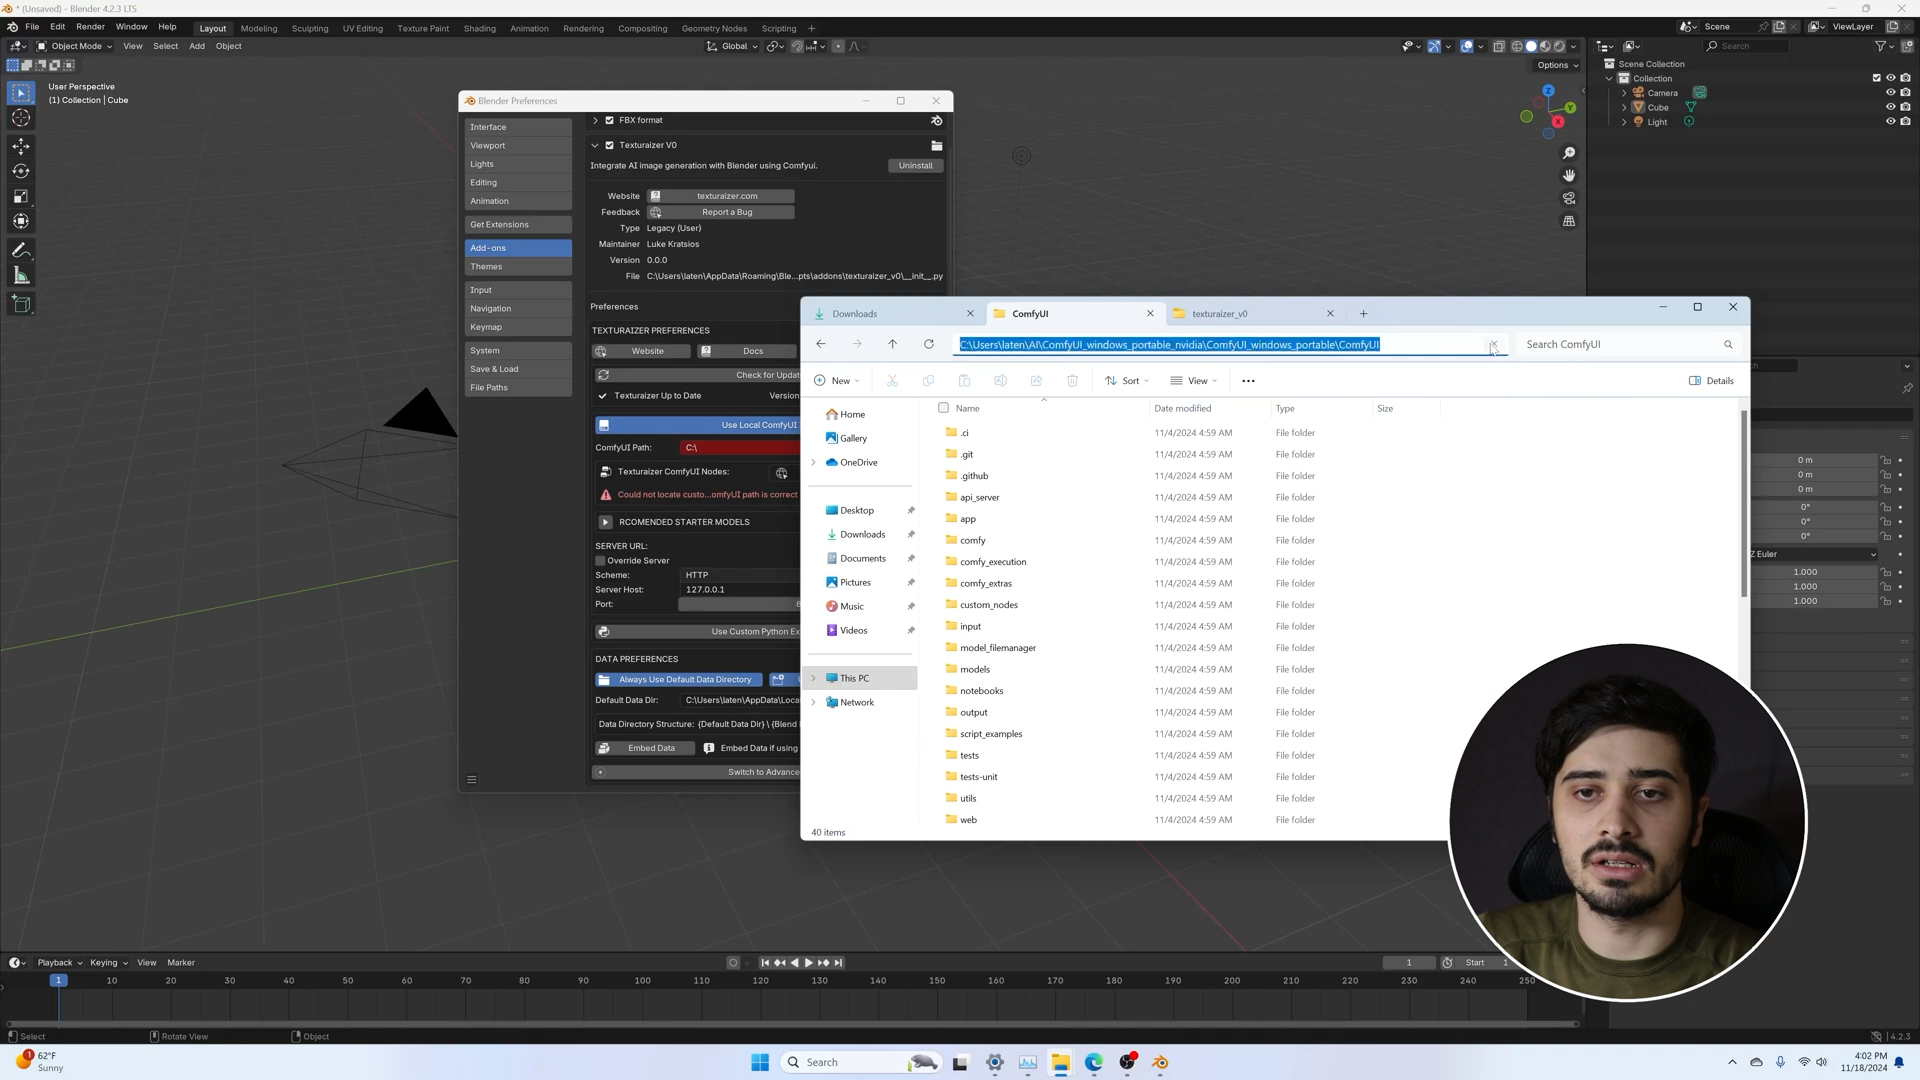 * (Unsaved) - Blender 4.2.3 LTS
File Edit Render Window Help Layout Modeling Sculpting UV Editing Texture Paint Shading Animation Rendering Compositing Geometry Nodes Scripting +
Scene ViewLayer
Object Mode View Select Add Object Global
Search
Options
User Perspective
(1) Collection | Cube
Z
Y
X
Scene Collection
Collection
Camera
Cube
Light
Blender Preferences
Interface
Viewport
Lights
Editing
Animation
Get Extensions
Add-ons
Themes
Input
Navigation
Keymap
System
Save & Load
File Paths
FBX format
Texturaizer V0
Integrate AI image generation with Blender using Comfyui. Uninstall
Website texturaizer.com
Feedback Report a Bug
Type Legacy (User)
Maintainer Luke Kratsios
Version 0.0.0
File C:\Users\laten\AppData\Roaming\Ble...pts\addons\texturaizer_v0\__init__.py
Preferences
TEXTURAIZER PREFERENCES
Website Docs
Check for Updat
Texturaizer Up to Date Version
Use Local ComfyUI
ComfyUI Path: C:\
Texturaizer ComfyUI Nodes:
Could not locate custo...omfyUI path is correct
RCOMENDED STARTER MODELS
SERVER URL:
Override Server
Scheme: HTTP
Server Host: 127.0.0.1
Port: 8
Use Custom Python Ex
DATA PREFERENCES
Always Use Default Data Directory
Default Data Dir: C:\Users\laten\AppData\Loca
Data Directory Structure: {Default Data Dir} \ {Blend
Embed Data Embed Data if using
Switch to Advance
Downloads ComfyUI texturaizer_v0
C:\Users\laten\AI\ComfyUI_windows_portable_nvidia\ComfyUI_windows_portable\ComfyUI
Search ComfyUI
New Sort View ... Details
Home
Gallery
OneDrive
Desktop
Downloads
Documents
Pictures
Music
Videos
This PC
Network
Name Date modified Type Size
.ci 11/4/2024 4:59 AM File folder
.git 11/4/2024 4:59 AM File folder
.github 11/4/2024 4:59 AM File folder
api_server 11/4/2024 4:59 AM File folder
app 11/4/2024 4:59 AM File folder
comfy 11/4/2024 4:59 AM File folder
comfy_execution 11/4/2024 4:59 AM File folder
comfy_extras 11/4/2024 4:59 AM File folder
custom_nodes 11/4/2024 4:59 AM File folder
input 11/4/2024 4:59 AM File folder
model_filemanager 11/4/2024 4:59 AM File folder
models 11/4/2024 4:59 AM File folder
notebooks 11/4/2024 4:59 AM File folder
output 11/4/2024 4:59 AM File folder
script_examples 11/4/2024 4:59 AM File folder
tests 11/4/2024 4:59 AM File folder
tests-unit 11/4/2024 4:59 AM File folder
utils 11/4/2024 4:59 AM File folder
web 11/4/2024 4:59 AM File folder
40 items
0 m
0 m
0 m
0°
0°
0°
Z Euler
1.000
1.000
1.000
Playback Keying View Marker
1 Start 1
1 10 20 30 40 50 60 70 80 90 100 110 120 130 140 150 160 170 180 190 200 210 220 230 240 250
Select Rotate View Object
4.2.3
1
62°F
Sunny
Search
4:02 PM
11/18/2024